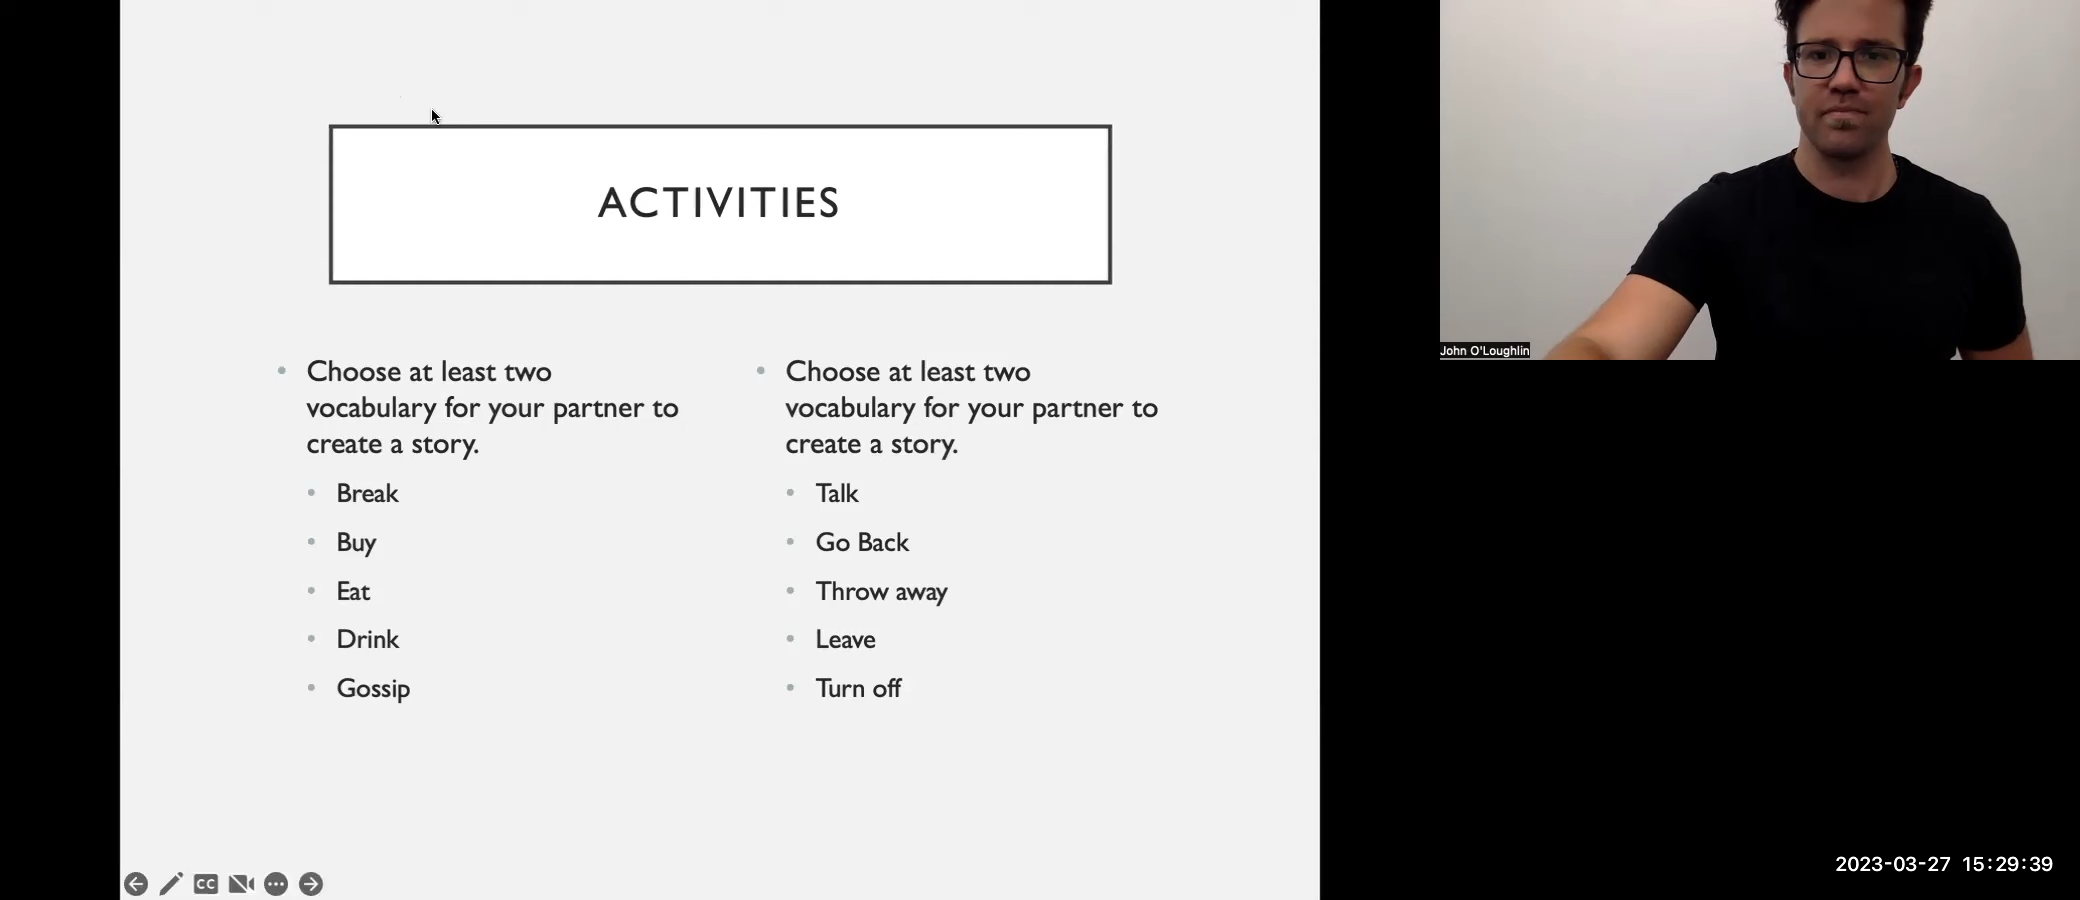 ACTIVITIES
Choose at least two
vocabulary for your partner to
create a story.
Break
Buy
Eat
Drink
Gossip
Choose at least two
vocabulary for your partner to
create a story.
Talk
Go Back
Throw away
Leave
Turn off
John O'Loughlin
CC
2023-03-27 15:29:39